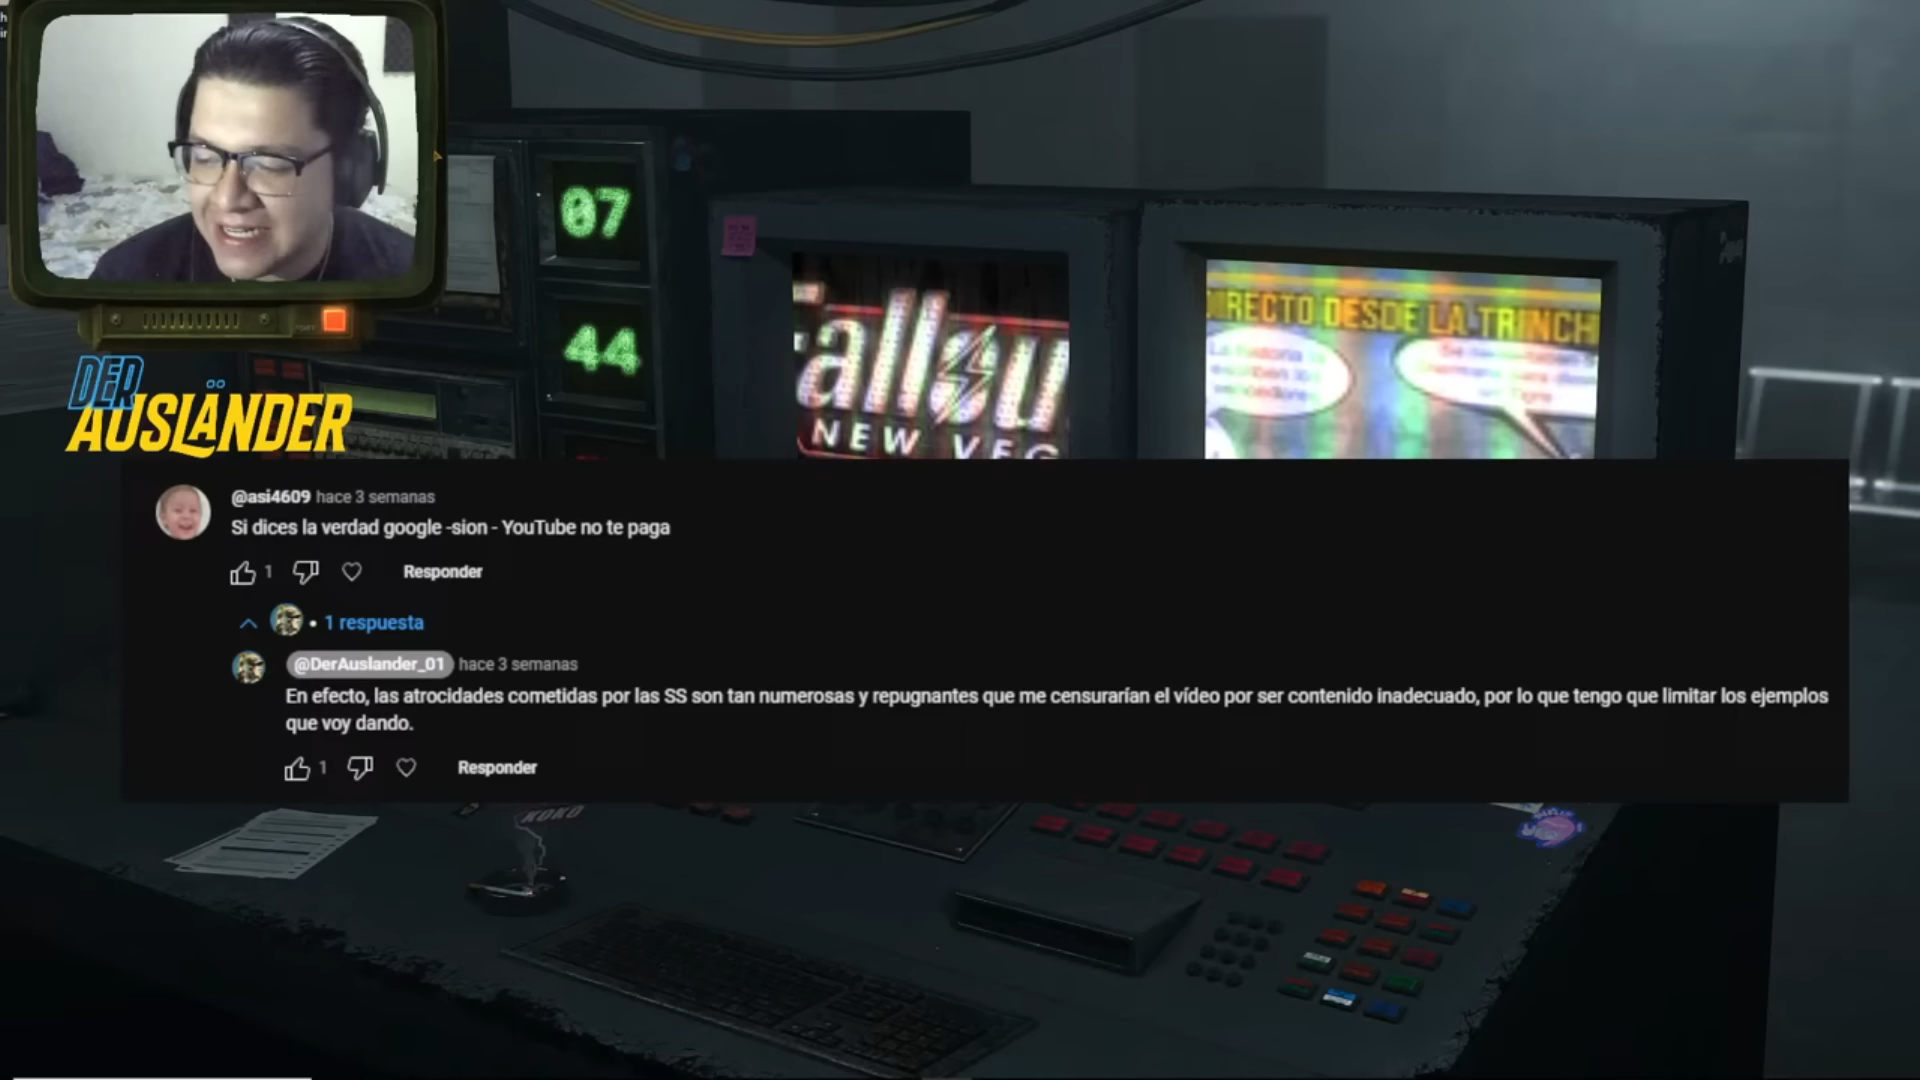 07
44
DER
AUSLÄNDER
Fallou
NEW VEG
DIRECTO DESDE LA TRINCH
@asi4609 hace 3 semanas
Si dices la verdad google -sion - YouTube no te paga
1 Responder
• 1 respuesta
@DerAuslander_01 hace 3 semanas
En efecto, las atrocidades cometidas por las SS son tan numerosas y repugnantes que me censurarían el vídeo por ser contenido inadecuado, por lo que tengo que limitar los ejemplos
que voy dando.
1 Responder
KOKO